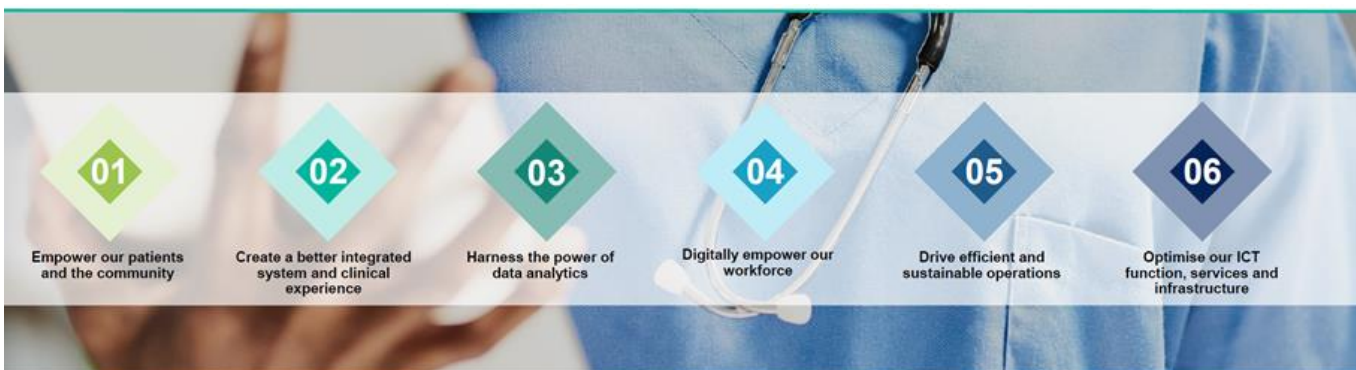 01
Empower our patients
and the community
02
Create a better integrated
system and clinical
experience
03
Harness the power of
data analytics
04
Digitally empower our
workforce
05
Drive efficient and
sustainable operations
06
Optimise our ICT
function, services and
infrastructure